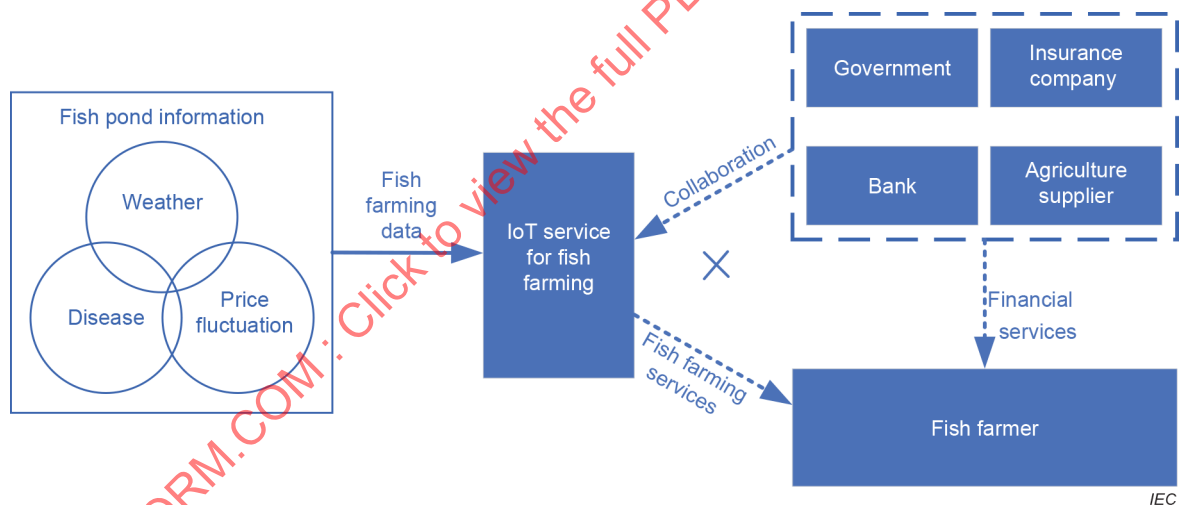 Fish pond information
Weather
Disease
Price
fluctuation
Fish
farming
data
IoT service
for fish
farming
Collaboration
Fish farming
services
Government
Insurance
company
Bank
Agriculture
supplier
Financial
services
Fish farmer
IEC
ORM.COM : Click to view the full